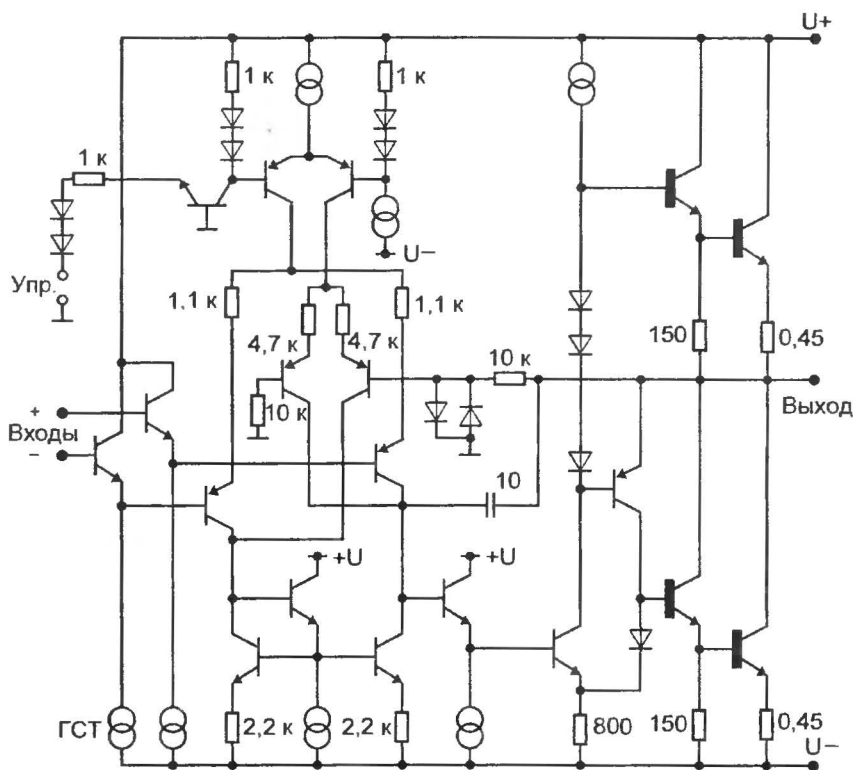 U+
1 к
1 к
1 к
U–
Упр.
1,1 к
1,1 к
4,7 к
4,7 к
10 к
150
0,45
10 к
+
Входы
–
Выход
10
+U
+U
ГСТ
2,2 к
2,2 к
800
150
0,45
U–